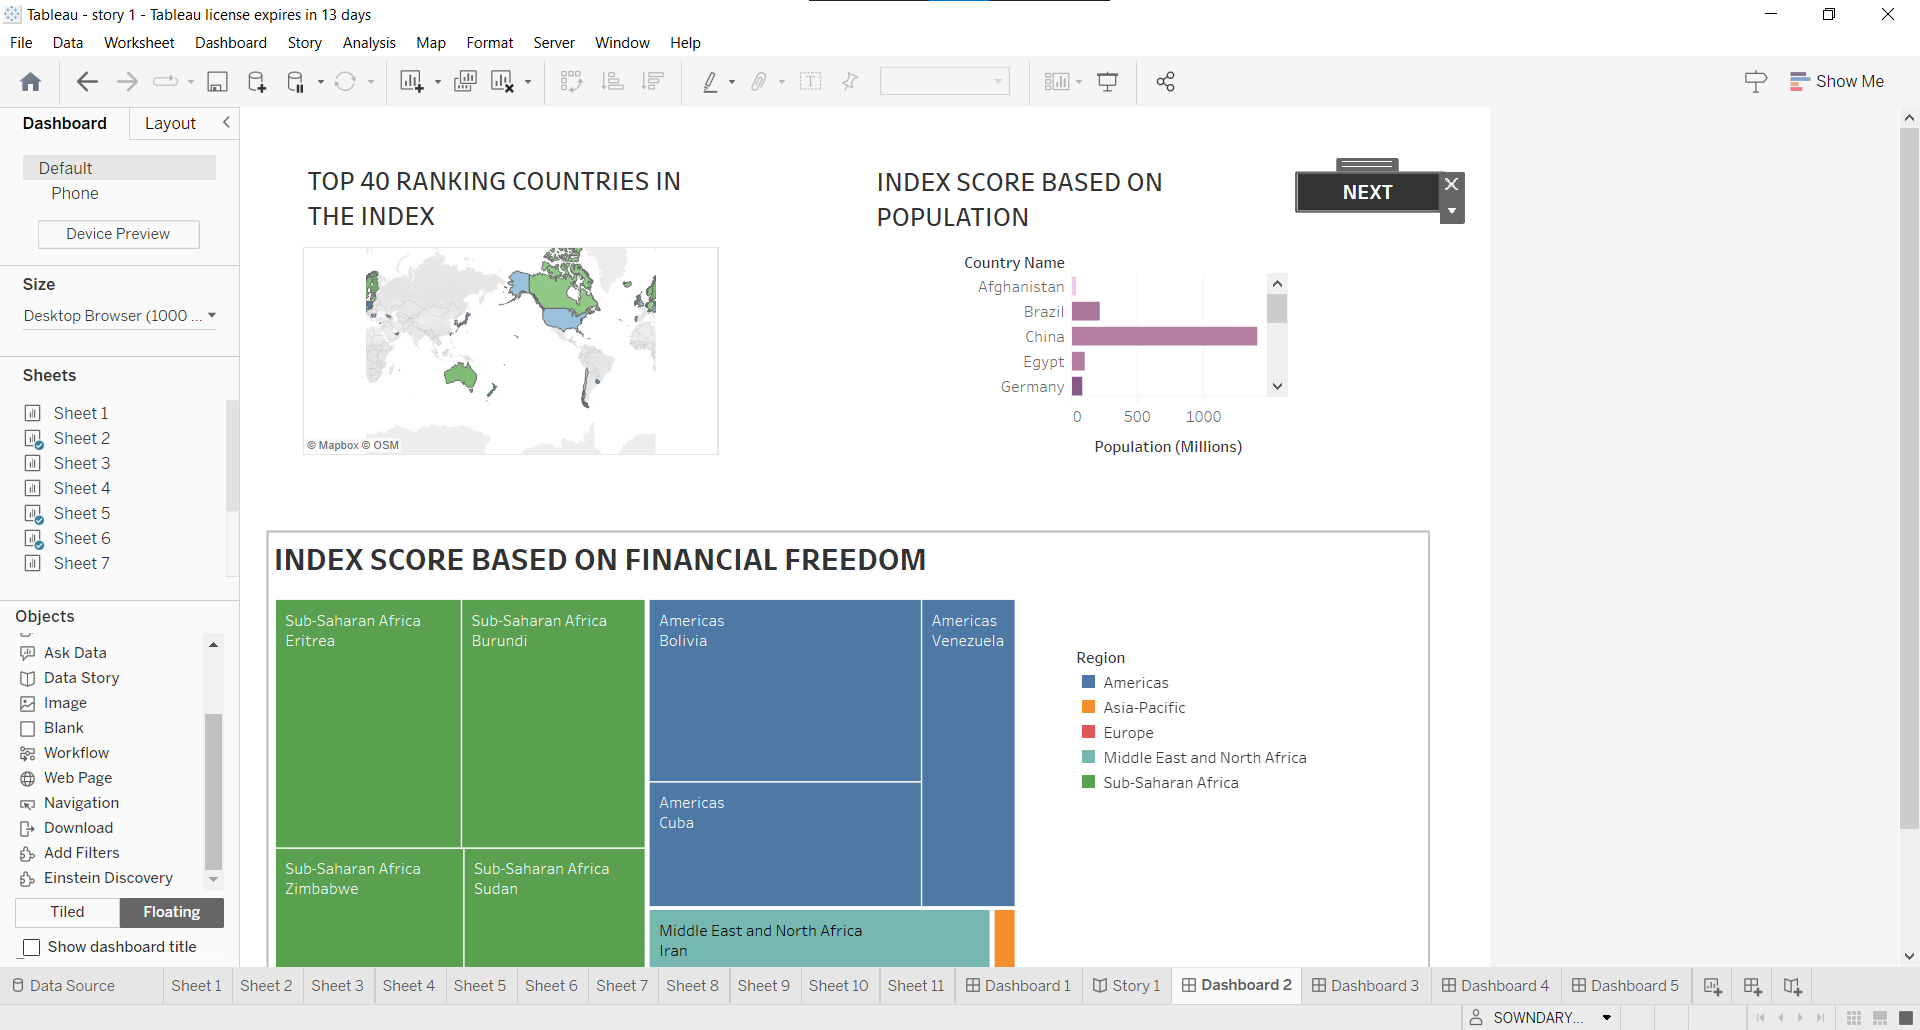 Tableau - story 1 - Tableau license expires in 13 days
File Data Worksheet Dashboard Story Analysis Map Format Server Window Help
Show Me
Dashboard Layout
Default
Phone
Device Preview
Size
Desktop Browser (1000 ...
Sheets
Sheet 1
Sheet 2
Sheet 3
Sheet 4
Sheet 5
Sheet 6
Sheet 7
Objects
Ask Data
Data Story
Image
Blank
Workflow
Web Page
Navigation
Download
Add Filters
Einstein Discovery
Tiled Floating
Show dashboard title
TOP 40 RANKING COUNTRIES IN
THE INDEX
© Mapbox © OSM
INDEX SCORE BASED ON
POPULATION
NEXT
Country Name
Afghanistan
Brazil
China
Egypt
Germany
0 500 1000
Population (Millions)
INDEX SCORE BASED ON FINANCIAL FREEDOM
Sub-Saharan Africa
Eritrea
Sub-Saharan Africa
Burundi
Americas
Bolivia
Americas
Venezuela
Americas
Cuba
Sub-Saharan Africa
Zimbabwe
Sub-Saharan Africa
Sudan
Middle East and North Africa
Iran
Region
Americas
Asia-Pacific
Europe
Middle East and North Africa
Sub-Saharan Africa
Data Source Sheet 1 Sheet 2 Sheet 3 Sheet 4 Sheet 5 Sheet 6 Sheet 7 Sheet 8 Sheet 9 Sheet 10 Sheet 11 Dashboard 1 Story 1 Dashboard 2 Dashboard 3 Dashboard 4 Dashboard 5
SOWNDARY...